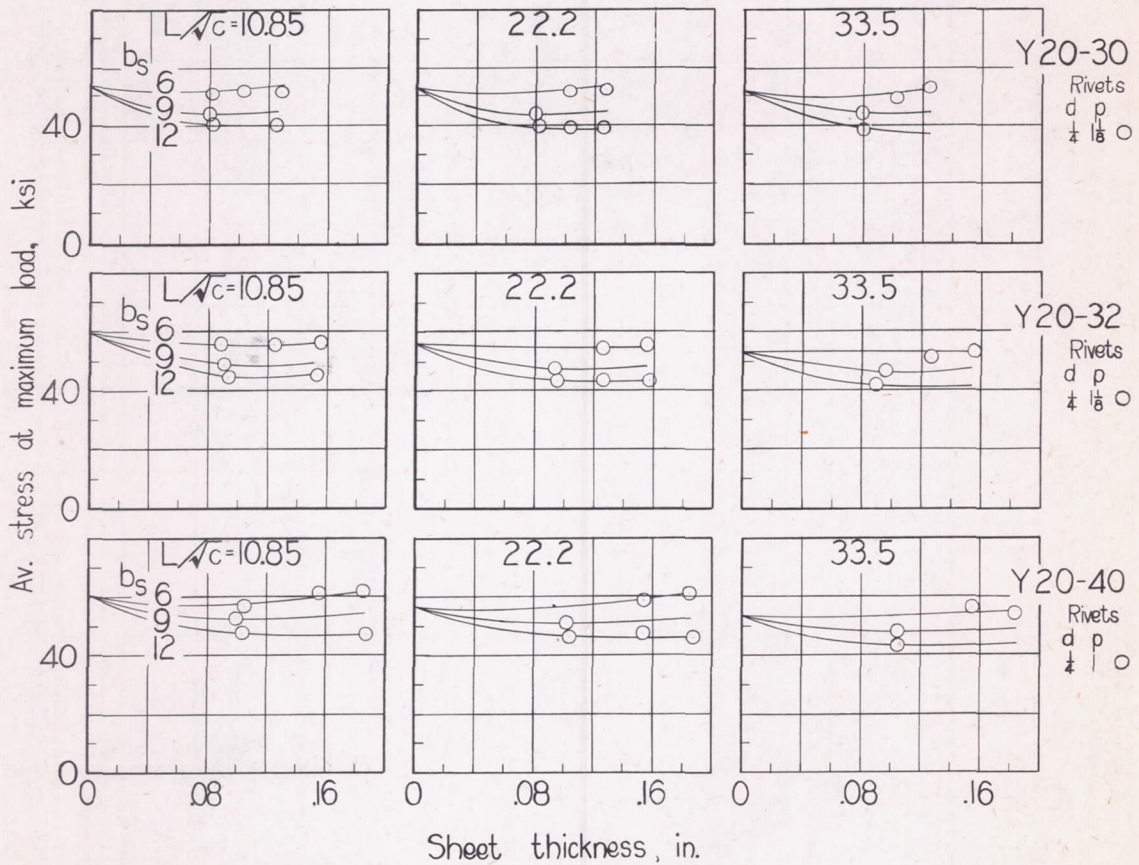 L/√c=10.85 22.2 33.5 Y20-30
bs
6
9
12
Rivets
d p
1/4 1 1/8 ○
40
0
L/√c=10.85 22.2 33.5 Y20-32
bs
6
9
12
Rivets
d p
1/4 1 1/8 ○
40
0
L/√c=10.85 22.2 33.5 Y20-40
bs
6
9
12
Rivets
d p
1/4 1 ○
40
0
0 .08 .16 0 .08 .16 0 .08 .16
Av. stress at maximum load, ksi
Sheet thickness, in.